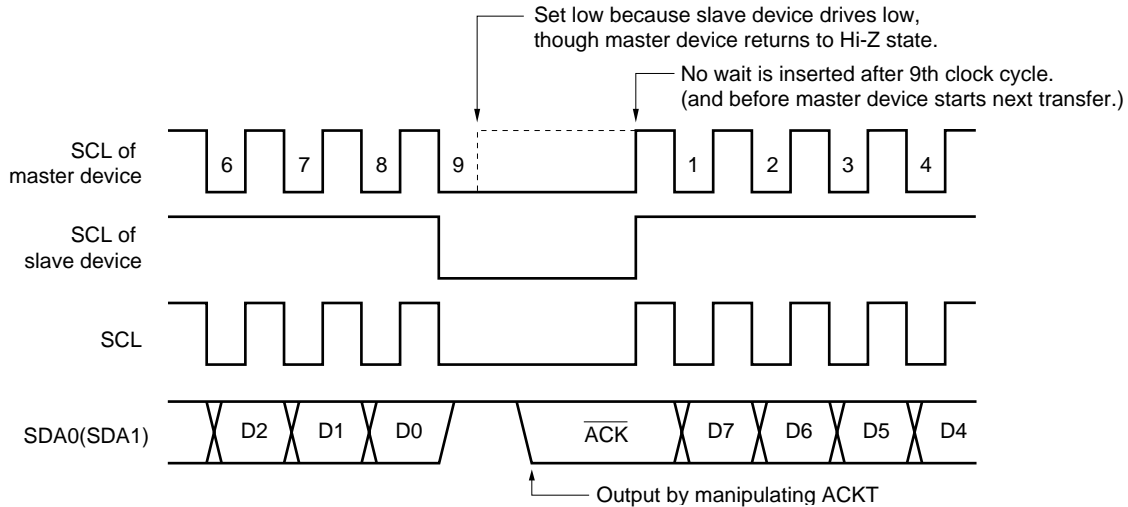 Set low because slave device drives low,
though master device returns to Hi-Z state.
No wait is inserted after 9th clock cycle.
(and before master device starts next transfer.)
SCL of
master device
6 7 8 9 1 2 3 4
SCL of
slave device
SCL
SDA0(SDA1)
D2 D1 D0 ACK D7 D6 D5 D4
Output by manipulating ACKT